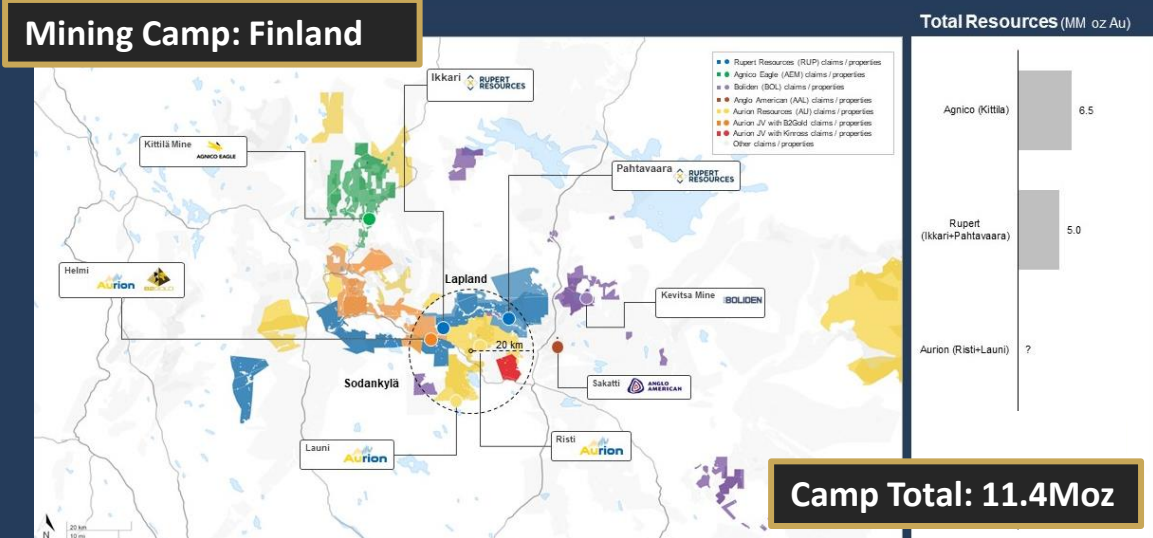 Mining Camp: Finland
Total Resources (MM oz Au)
Rupert Resources (RUP) claims / properties
Agnico Eagle (AEM) claims / properties
Boliden (BOL) claims / properties
Anglo American (AAL) claims / properties
Aurion Resources (AU) claims / properties
Aurion JV with B2Gold claims / properties
Aurion JV with Kinross claims / properties
Other claims / properties
Ikkari
RUPERT
RESOURCES
Kittilä Mine
AGNICO EAGLE
Pahtavaara
RUPERT
RESOURCES
Helmi
Aurion
B2GOLD
Lapland
Kevitsa Mine
BOLIDEN
20 km
Sodankylä
Sakatti
ANGLO
AMERICAN
Launi
Aurion
Risti
Aurion
N
20 km
10 mi
Agnico (Kittila)
6.5
Rupert
(Ikkari+Pahtavaara)
5.0
Aurion (Risti+Launi)
?
Camp Total: 11.4Moz